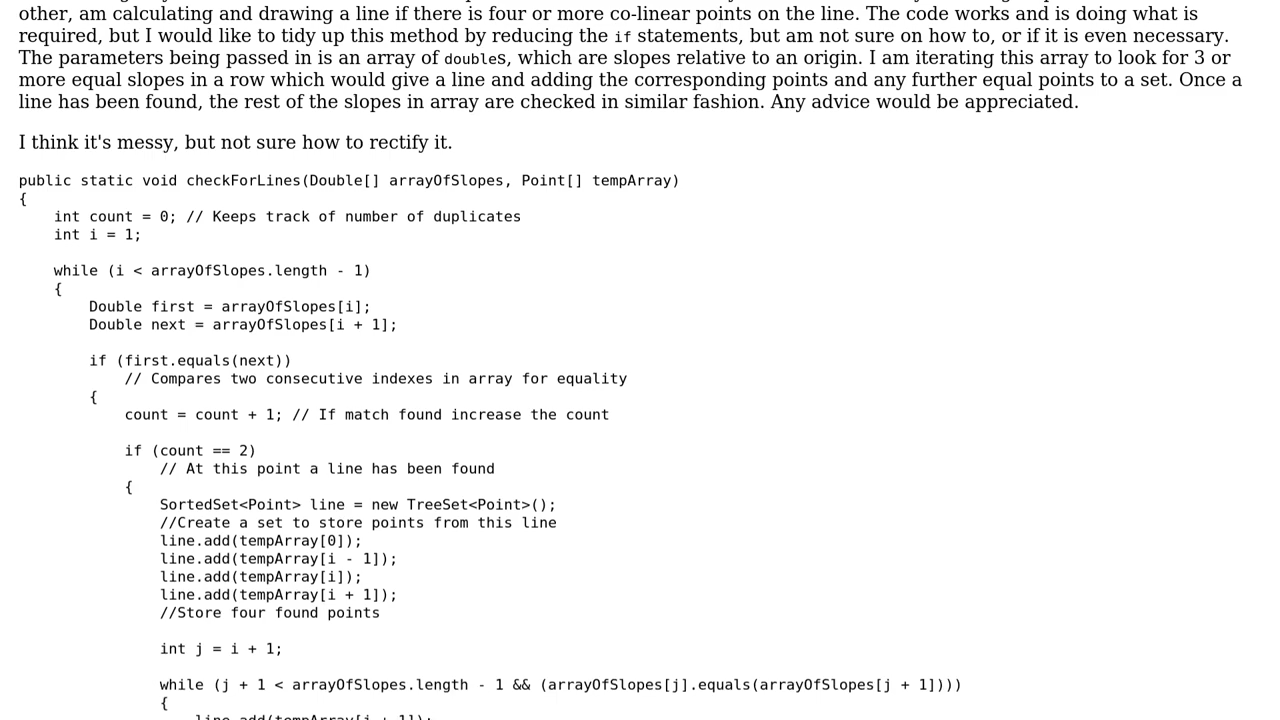 other, am calculating and drawing a line if there is four or more co-linear points on the line. The code works and is doing what is
required, but I would like to tidy up this method by reducing the if statements, but am not sure on how to, or if it is even necessary.
The parameters being passed in is an array of doubles, which are slopes relative to an origin. I am iterating this array to look for 3 or
more equal slopes in a row which would give a line and adding the corresponding points and any further equal points to a set. Once a
line has been found, the rest of the slopes in array are checked in similar fashion. Any advice would be appreciated.
I think it's messy, but not sure how to rectify it.
public static void checkForLines(Double[] arrayOfSlopes, Point[] tempArray)
{
int count = 0; // Keeps track of number of duplicates
int i = 1;
while (i < arrayOfSlopes.length - 1)
{
Double first = arrayOfSlopes[i];
Double next = arrayOfSlopes[i + 1];
if (first.equals(next))
// Compares two consecutive indexes in array for equality
{
count = count + 1; // If match found increase the count
if (count == 2)
// At this point a line has been found
{
SortedSet<Point> line = new TreeSet<Point>();
//Create a set to store points from this line
line.add(tempArray[0]);
line.add(tempArray[i - 1]);
line.add(tempArray[i]);
line.add(tempArray[i + 1]);
//Store four found points
int j = i + 1;
while (j + 1 < arrayOfSlopes.length - 1 && (arrayOfSlopes[j].equals(arrayOfSlopes[j + 1])))
{